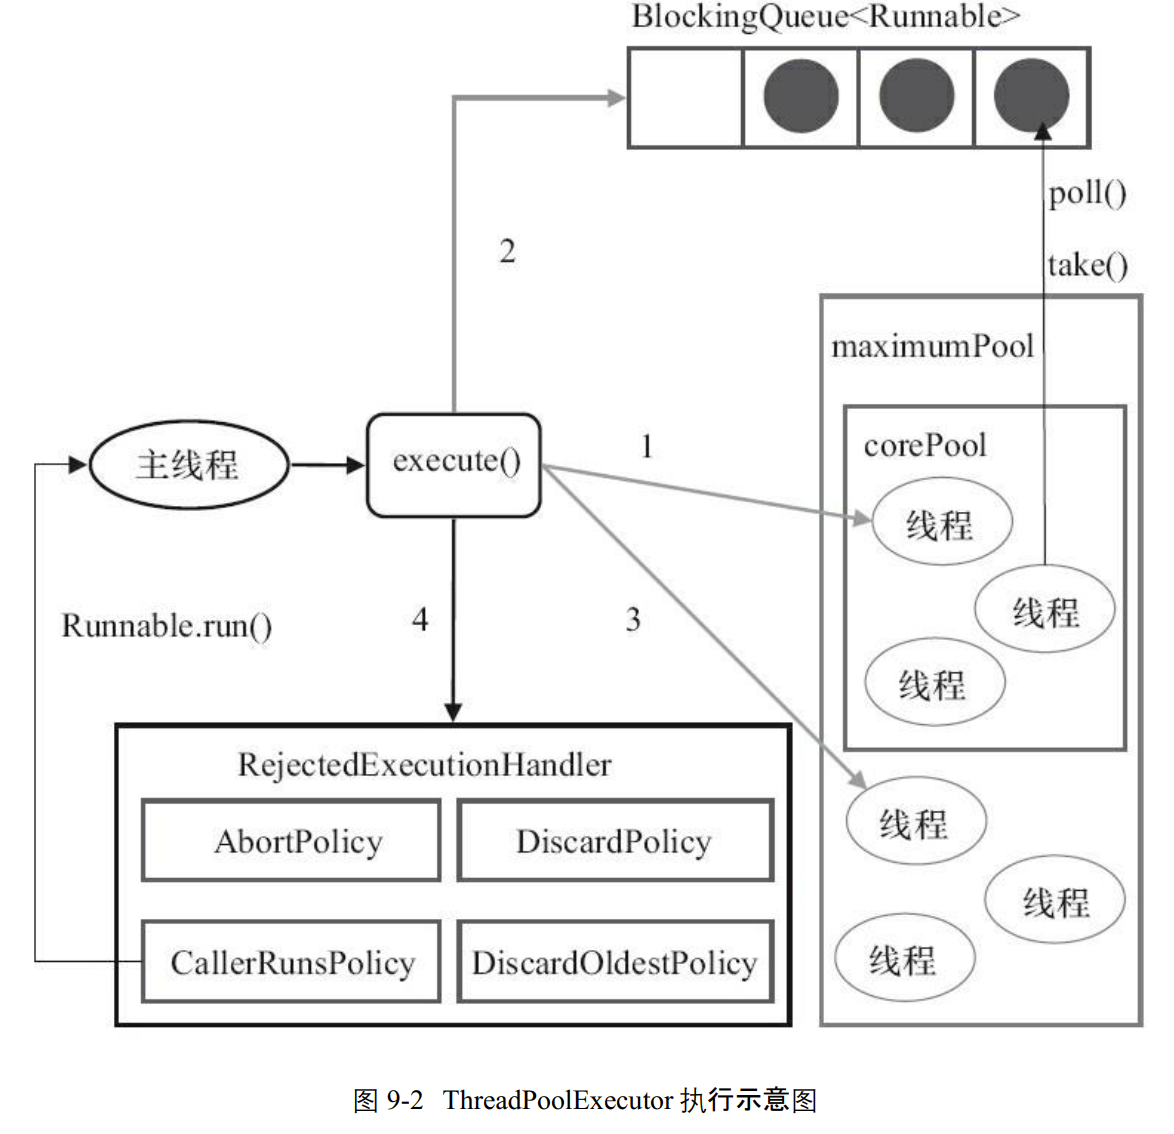 BlockingQueue<Runnable>
poll()
2
take()
maximumPool
1
corePool
主线程
execute()
线程
线程
Runnable.run()
4
3
线程
RejectedExecutionHandler
AbortPolicy
DiscardPolicy
线程
线程
CallerRunsPolicy
DiscardOldestPolicy
线程
图 9-2 ThreadPoolExecutor 执行示意图